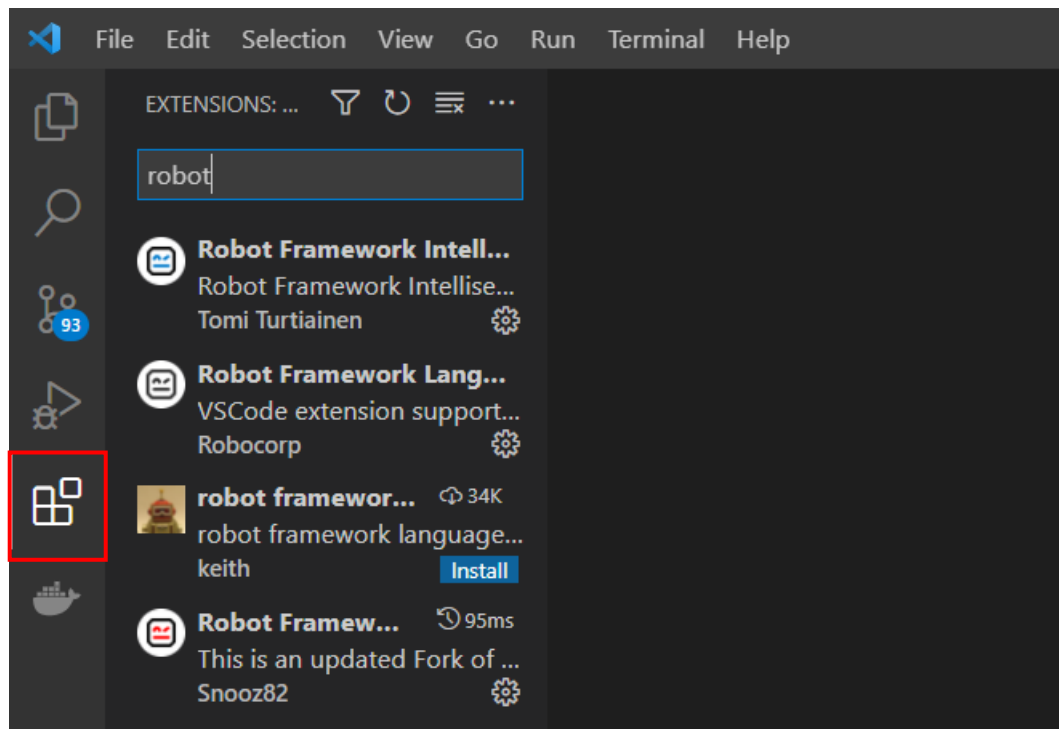 File Edit Selection View Go Run Terminal Help
EXTENSIONS: ...
robot
93
Robot Framework Intell...
Robot Framework Intellise...
Tomi Turtiainen
Robot Framework Lang...
VSCode extension support...
Robocorp
robot framewor... 34K
robot framework language...
keith Install
Robot Framew... 95ms
This is an updated Fork of ...
Snooz82